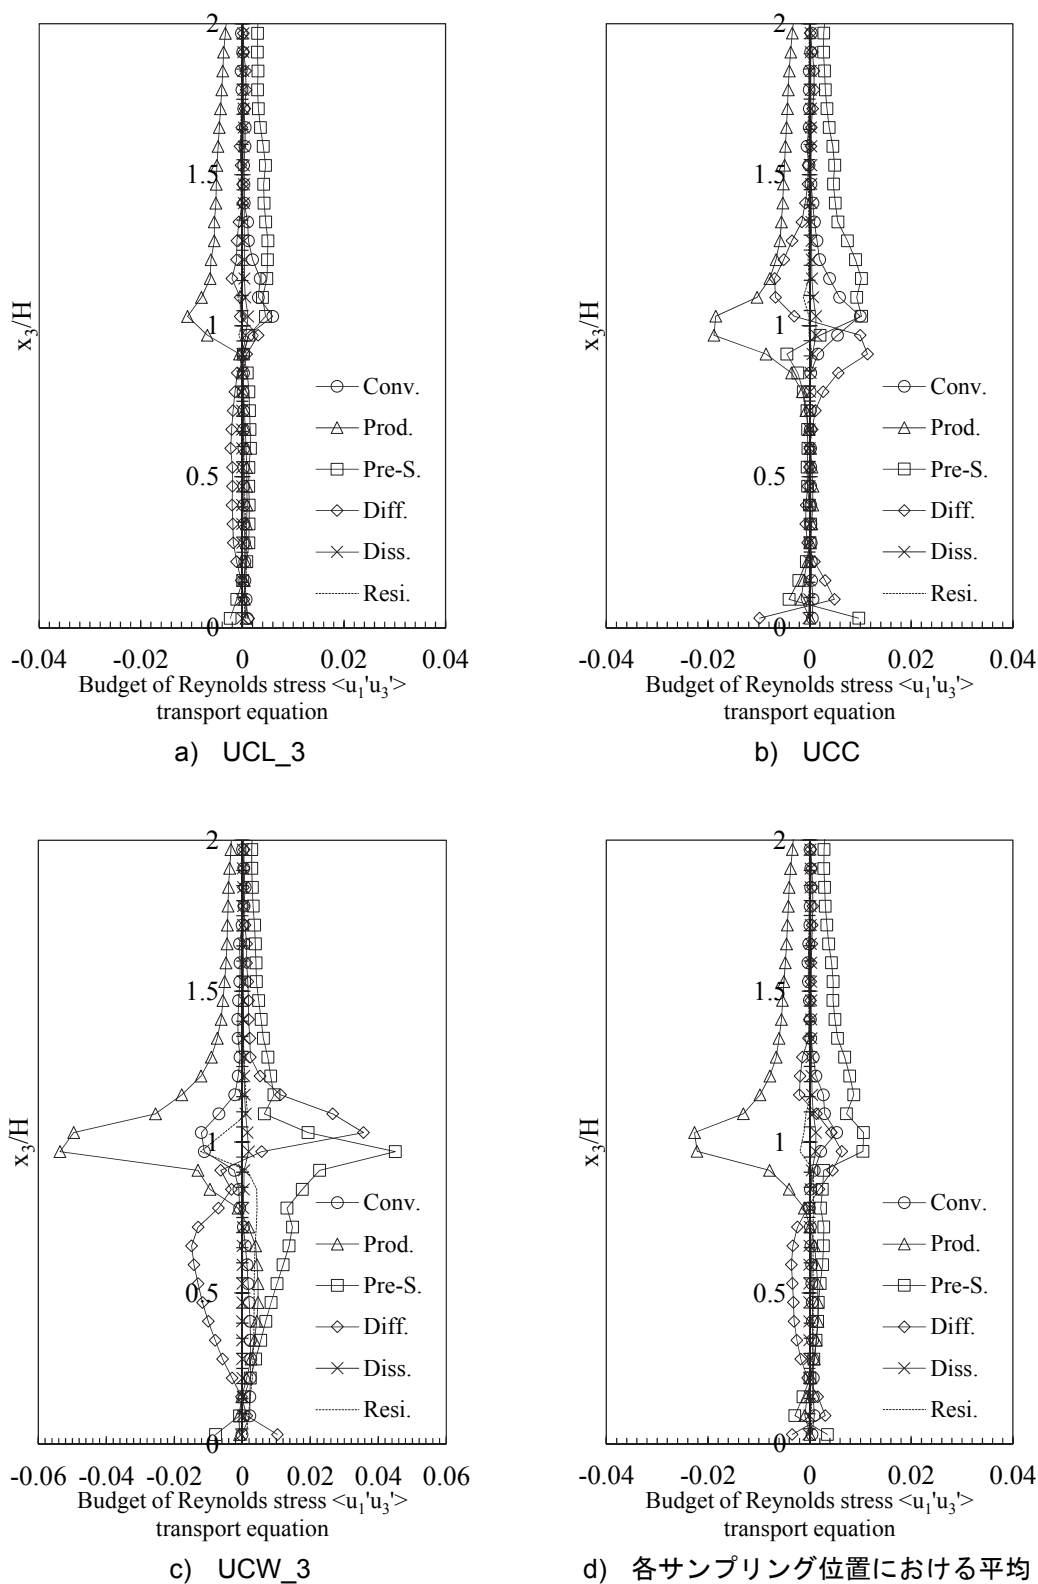 2
1.5
x3/H
1
0.5
0
Conv.
Prod.
Pre-S.
Diff.
Diss.
Resi.
-0.04 -0.02 0 0.02 0.04
Budget of Reynolds stress <u1'u3'>
transport equation
a) UCL_3
2
1.5
x3/H
1
0.5
0
Conv.
Prod.
Pre-S.
Diff.
Diss.
Resi.
-0.04 -0.02 0 0.02 0.04
Budget of Reynolds stress <u1'u3'>
transport equation
b) UCC
2
1.5
x3/H
1
0.5
0
Conv.
Prod.
Pre-S.
Diff.
Diss.
Resi.
-0.06 -0.04 -0.02 0 0.02 0.04 0.06
Budget of Reynolds stress <u1'u3'>
transport equation
c) UCW_3
2
1.5
x3/H
1
0.5
0
Conv.
Prod.
Pre-S.
Diff.
Diss.
Resi.
-0.04 -0.02 0 0.02 0.04
Budget of Reynolds stress <u1'u3'>
transport equation
d) 各サンプリング位置における平均